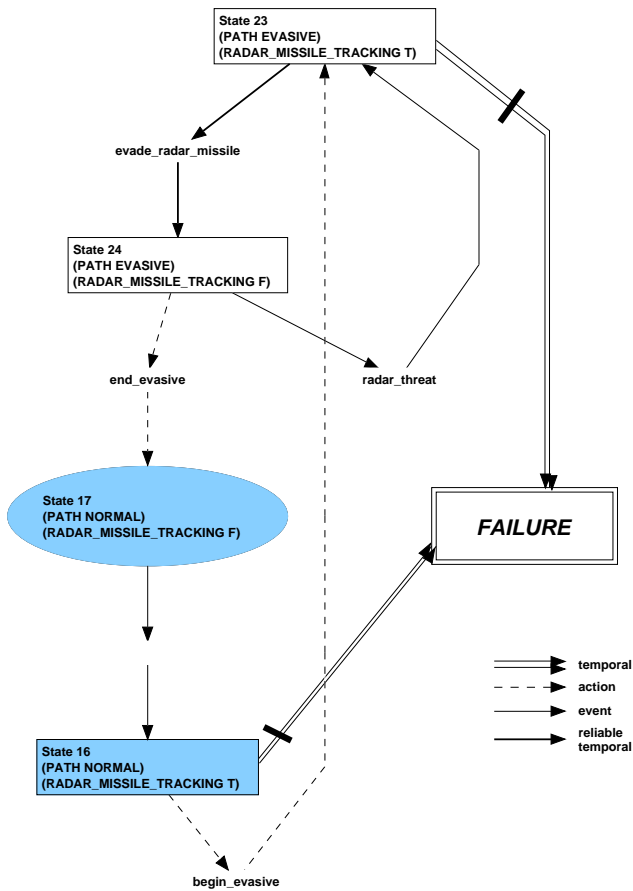 State 23
(PATH EVASIVE)
(RADAR_MISSILE_TRACKING T)
evade_radar_missile
State 24
(PATH EVASIVE)
(RADAR_MISSILE_TRACKING F)
end_evasive
radar_threat
State 17
(PATH NORMAL)
(RADAR_MISSILE_TRACKING F)
FAILURE
State 16
(PATH NORMAL)
(RADAR_MISSILE_TRACKING T)
begin_evasive
temporal
action
event
reliable
temporal